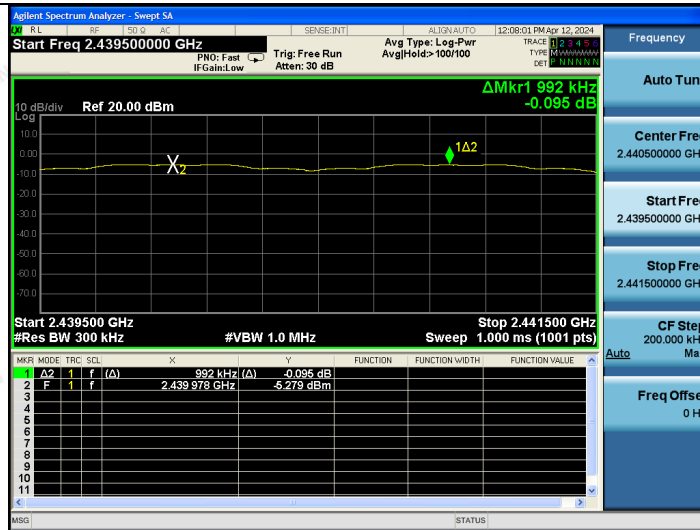 Agilent Spectrum Analyzer - Swept SA
LXI RL RF 50 Ω AC SENSE:INT ALIGNAUTO 12:08:01 PM Apr 12, 2024
Start Freq 2.439500000 GHz
PNO: Fast
IFGain:Low
Trig: Free Run
Atten: 30 dB
Avg Type: Log-Pwr
Avg|Hold:>100/100
TRACE 1 2 3 4 5 6
TYPE MWWWWW
DET P N N N N N
ΔMkr1 992 kHz
-0.095 dB
10 dB/div Ref 20.00 dBm
Log
10.0
0.00
-10.0
-20.0
-30.0
-40.0
-50.0
-60.0
-70.0
X2
1Δ2
Start 2.439500 GHz Stop 2.441500 GHz
#Res BW 300 kHz #VBW 1.0 MHz Sweep 1.000 ms (1001 pts)
MKR MODE TRC SCL X Y FUNCTION FUNCTION WIDTH FUNCTION VALUE
1 Δ2 1 f (Δ) 992 kHz (Δ) -0.095 dB
2 F 1 f 2.439 978 GHz -5.279 dBm
3
4
5
6
7
8
9
10
11
MSG STATUS
Frequency
Auto Tun
Center Fre
2.440500000 GH
Start Fre
2.439500000 GH
Stop Fre
2.441500000 GH
CF Ste
200.000 kH
Auto Ma
Freq Offse
0 H